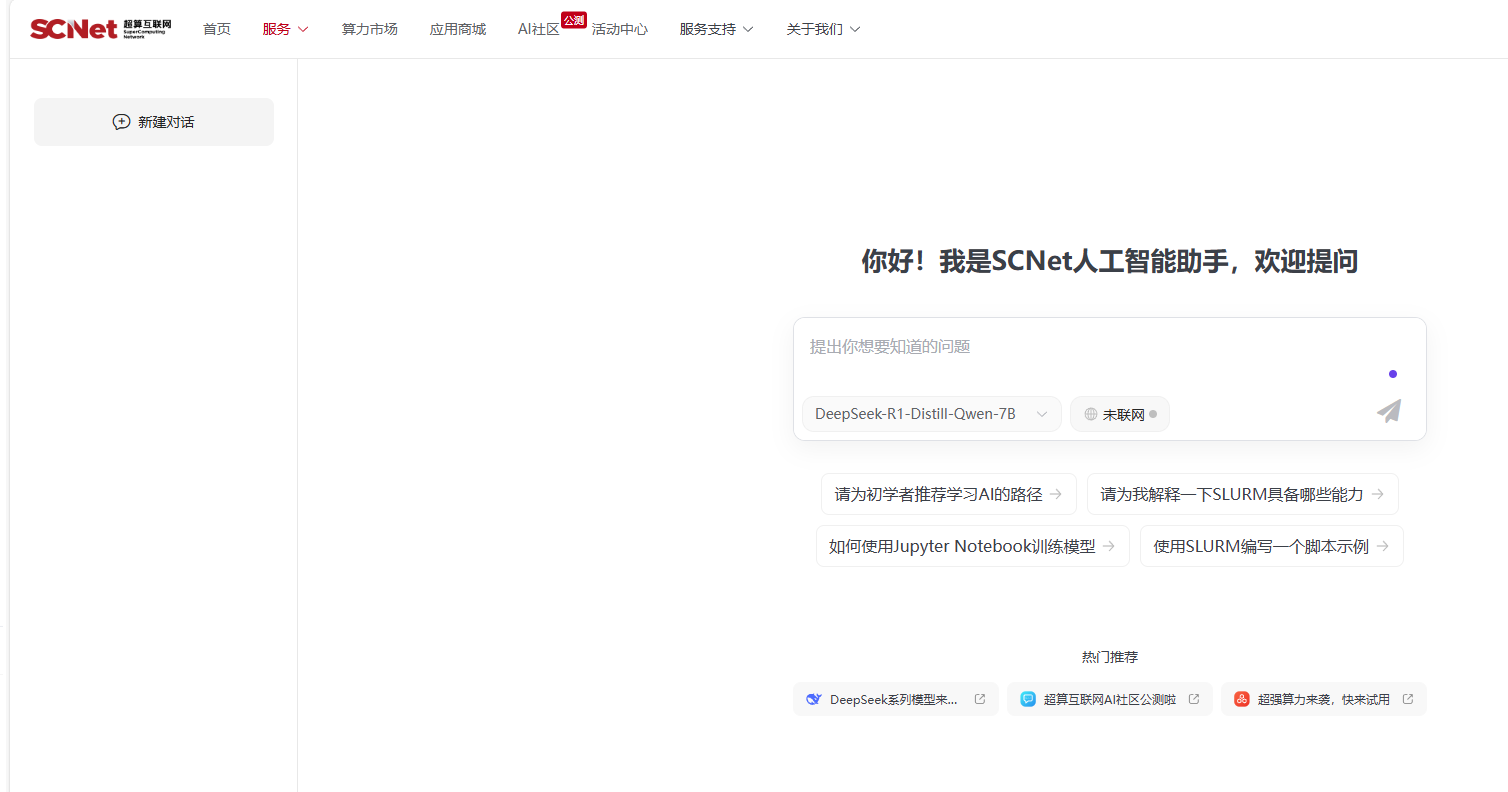 SCNet 超算互联网 SuperComputing Network 首页 服务 算力市场 应用商城 AI社区 公测 活动中心 服务支持 关于我们
新建对话
你好！我是SCNet人工智能助手，欢迎提问
提出你想要知道的问题
DeepSeek-R1-Distill-Qwen-7B 未联网
请为初学者推荐学习AI的路径 请为我解释一下SLURM具备哪些能力
如何使用Jupyter Notebook训练模型 使用SLURM编写一个脚本示例
热门推荐
DeepSeek系列模型来... 超算互联网AI社区公测啦 超强算力来袭，快来试用